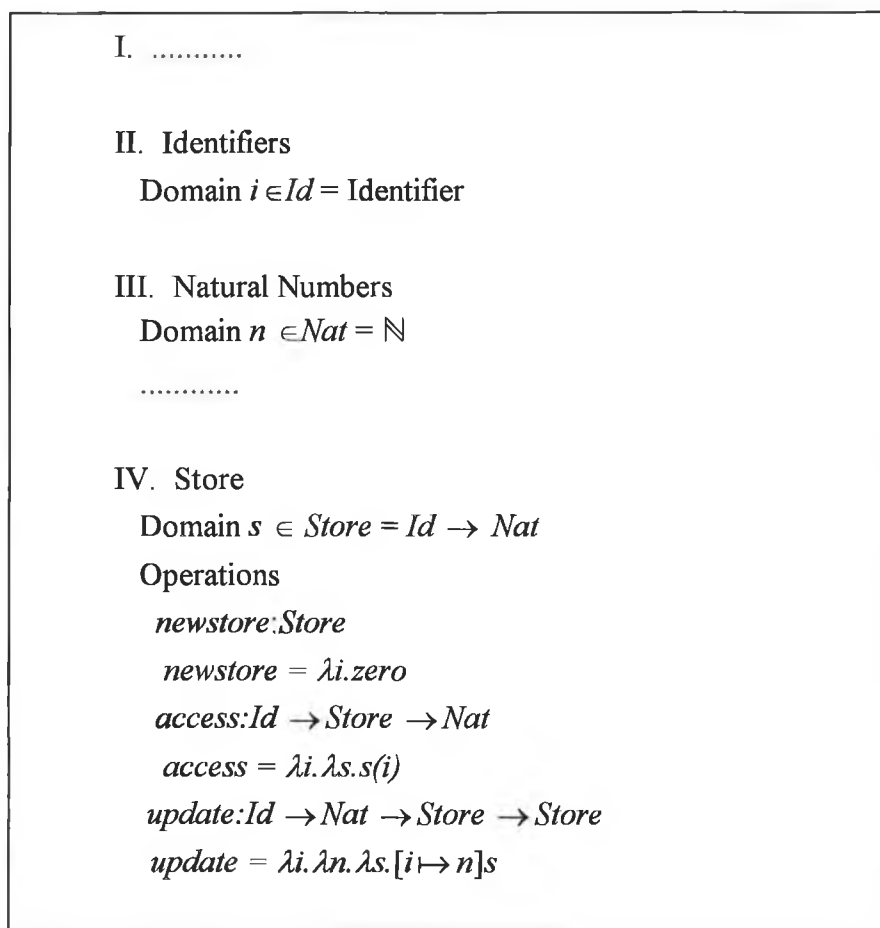 I. ...........
II. Identifiers
Domain i ∈Id = Identifier
III. Natural Numbers
Domain n ∈Nat = ℕ
............
IV. Store
Domain s ∈ Store = Id → Nat
Operations
newstore:Store
newstore = λi.zero
access:Id →Store →Nat
access = λi.λs.s(i)
update:Id →Nat →Store →Store
update = λi.λn.λs.[i↦ n]s